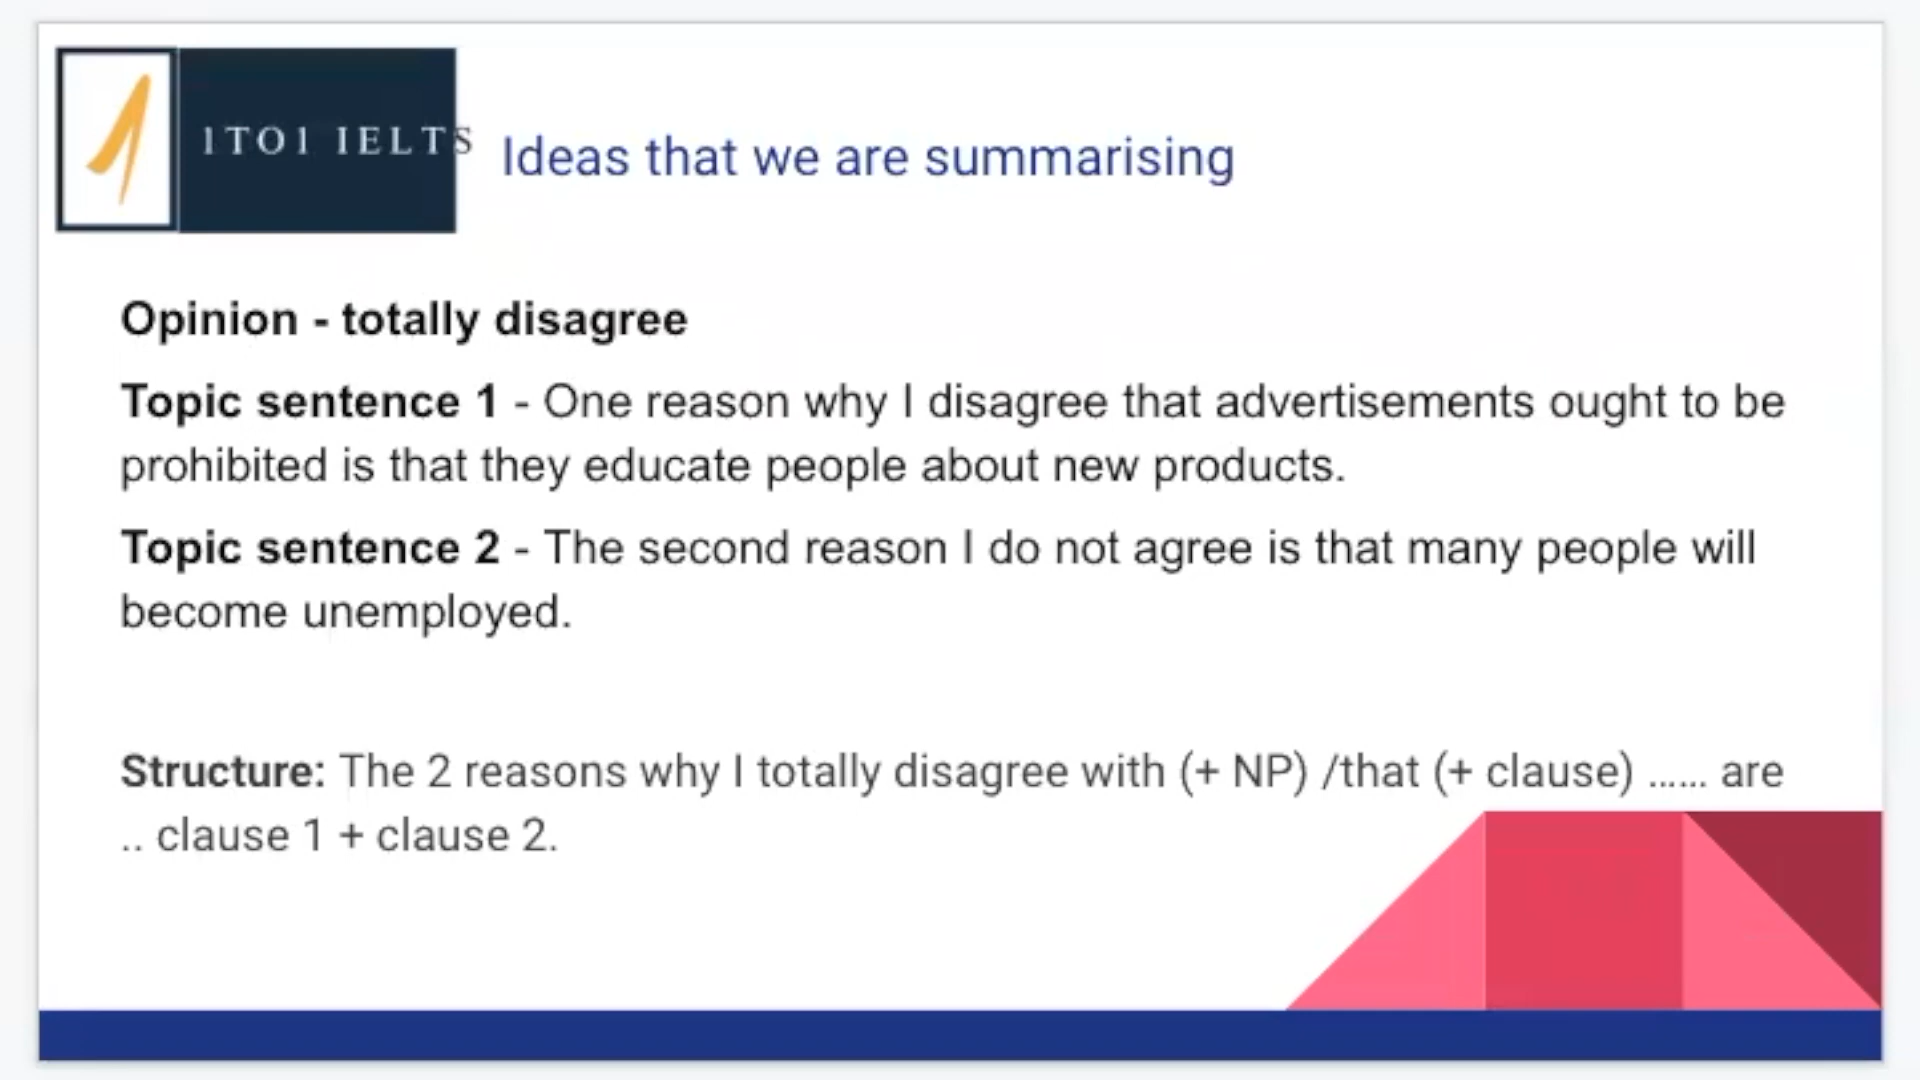 1TO1 IELTS
Ideas that we are summarising
Opinion - totally disagree
Topic sentence 1 - One reason why I disagree that advertisements ought to be
prohibited is that they educate people about new products.
Topic sentence 2 - The second reason I do not agree is that many people will
become unemployed.
Structure: The 2 reasons why I totally disagree with (+ NP) /that (+ clause) ...... are
.. clause 1 + clause 2.